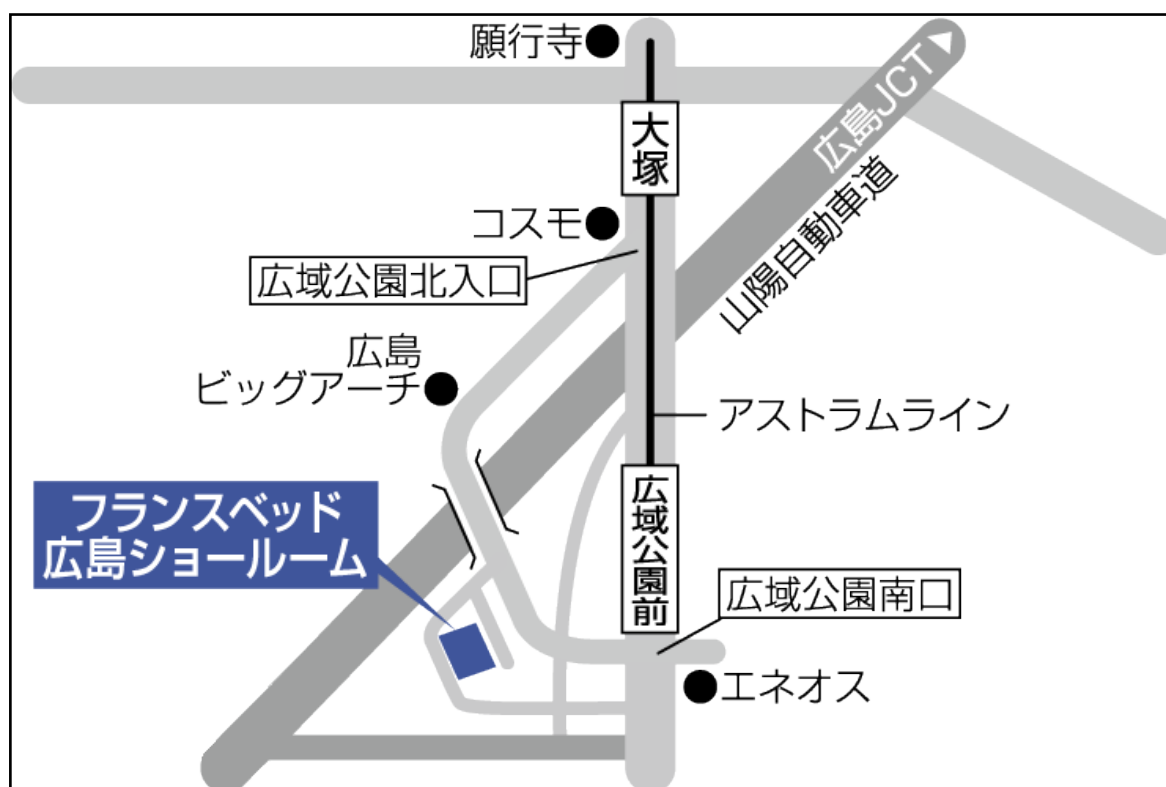 願行寺
広島JCT
大塚
山陽自動車道
コスモ
広域公園北入口
広島
ビッグアーチ
アストラムライン
フランスベッド
広島ショールーム
広域公園前
広域公園南口
エネオス